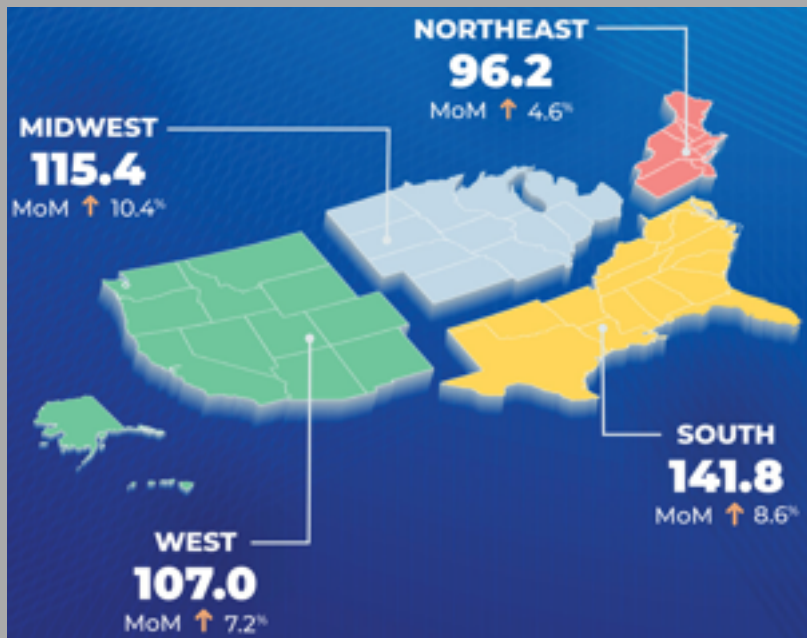 NORTHEAST
96.2
MoM ↑ 4.6%
MIDWEST
115.4
MoM ↑ 10.4%
SOUTH
141.8
MoM ↑ 8.6%
WEST
107.0
MoM ↑ 7.2%